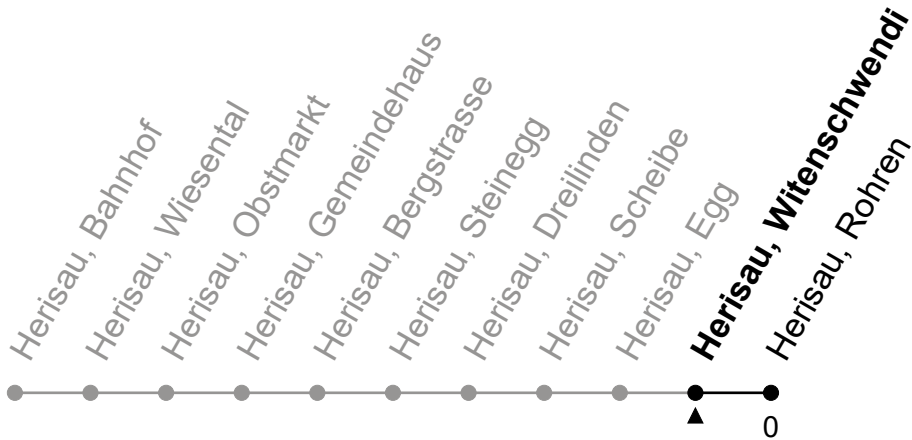 Herisau, Bahnhof
Herisau, Wiesental
Herisau, Obstmarkt
Herisau, Gemeindehaus
Herisau, Bergstrasse
Herisau, Steinegg
Herisau, Dreilinden
Herisau, Scheibe
Herisau, Egg
Herisau, Witenschwendi
Herisau, Rohren
0